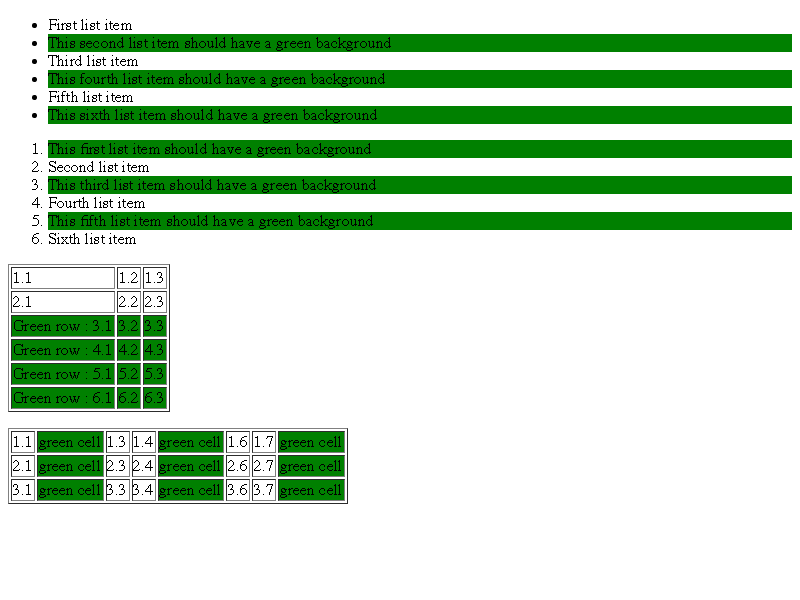 • First list item
• This second list item should have a green background
• Third list item
• This fourth list item should have a green background
• Fifth list item
• This sixth list item should have a green background
1. This first list item should have a green background
2. Second list item
3. This third list item should have a green background
4. Fourth list item
5. This fifth list item should have a green background
6. Sixth list item
1.1 1.2 1.3
2.1 2.2 2.3
Green row : 3.1 3.2 3.3
Green row : 4.1 4.2 4.3
Green row : 5.1 5.2 5.3
Green row : 6.1 6.2 6.3
1.1 green cell 1.3 1.4 green cell 1.6 1.7 green cell
2.1 green cell 2.3 2.4 green cell 2.6 2.7 green cell
3.1 green cell 3.3 3.4 green cell 3.6 3.7 green cell